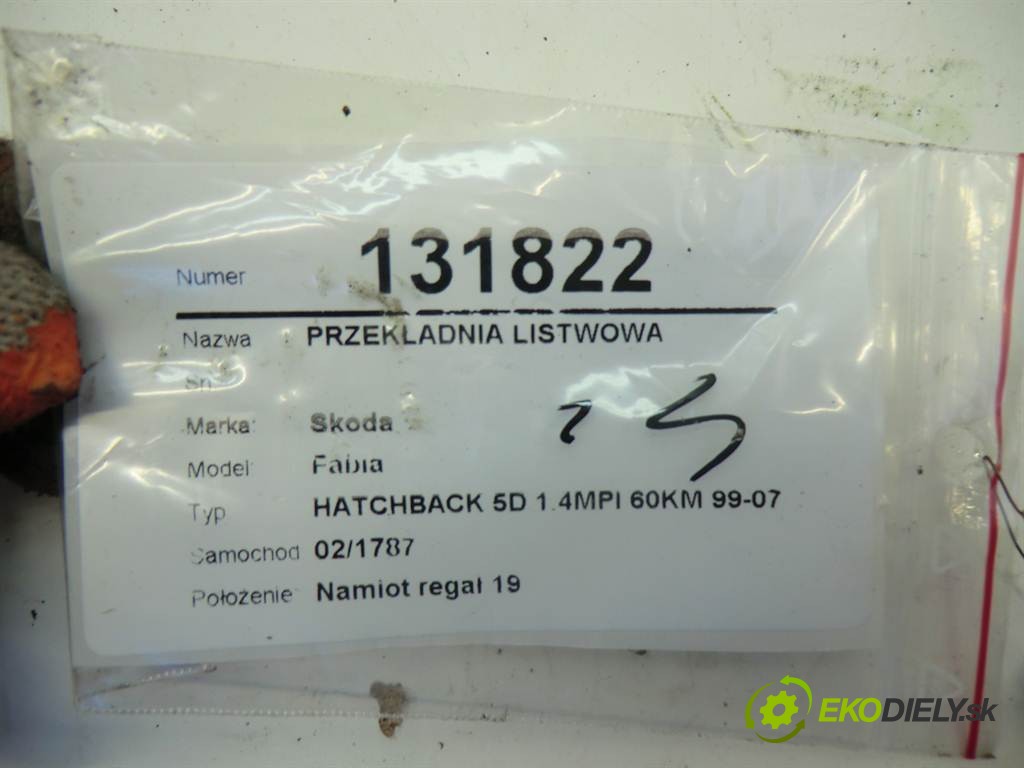 Numer 131822
Nazwa PRZEKŁADNIA LISTWOWA
Marka: Skoda
Model: Fabia
Typ HATCHBACK 5D 1.4MPI 60KM 99-07
Samochod 02/1787
Położenie Namiot regał 19
EKODIELY.sk